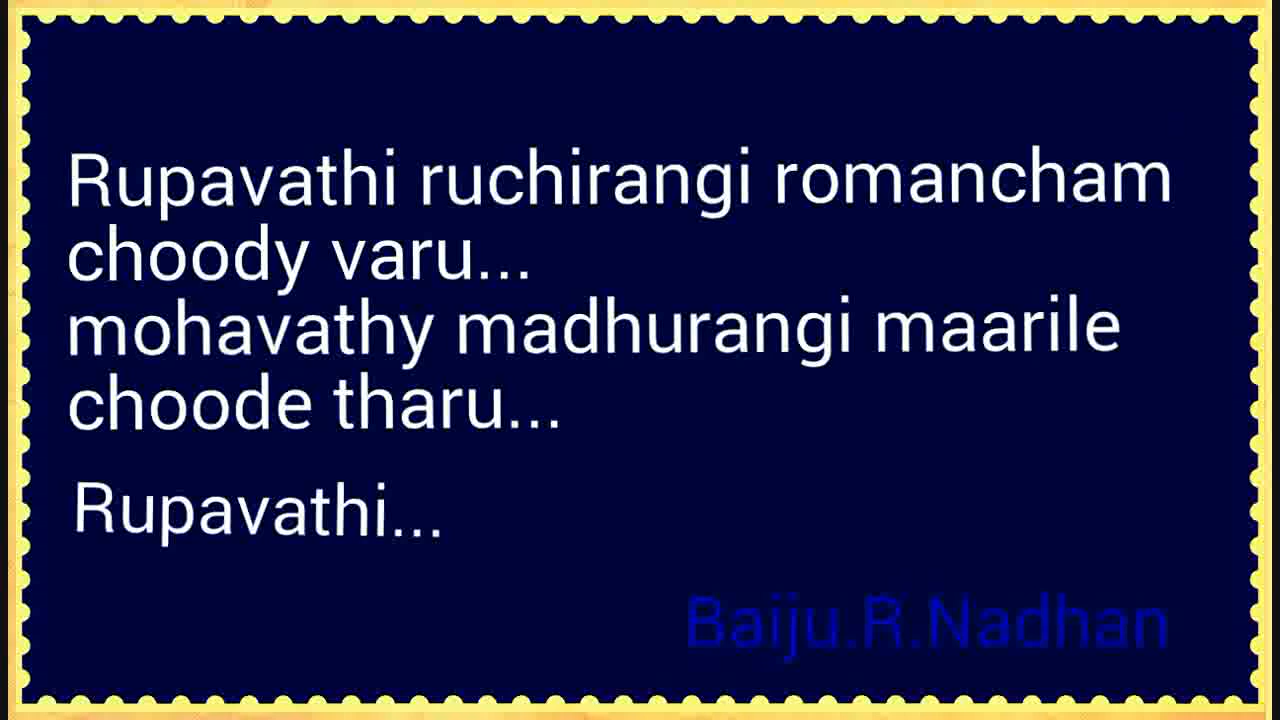 Rupavathi ruchirangi romancham
choody varu...
mohavathy madhurangi maarile
choode tharu...
Rupavathi...
Baiju.R.Nadhan